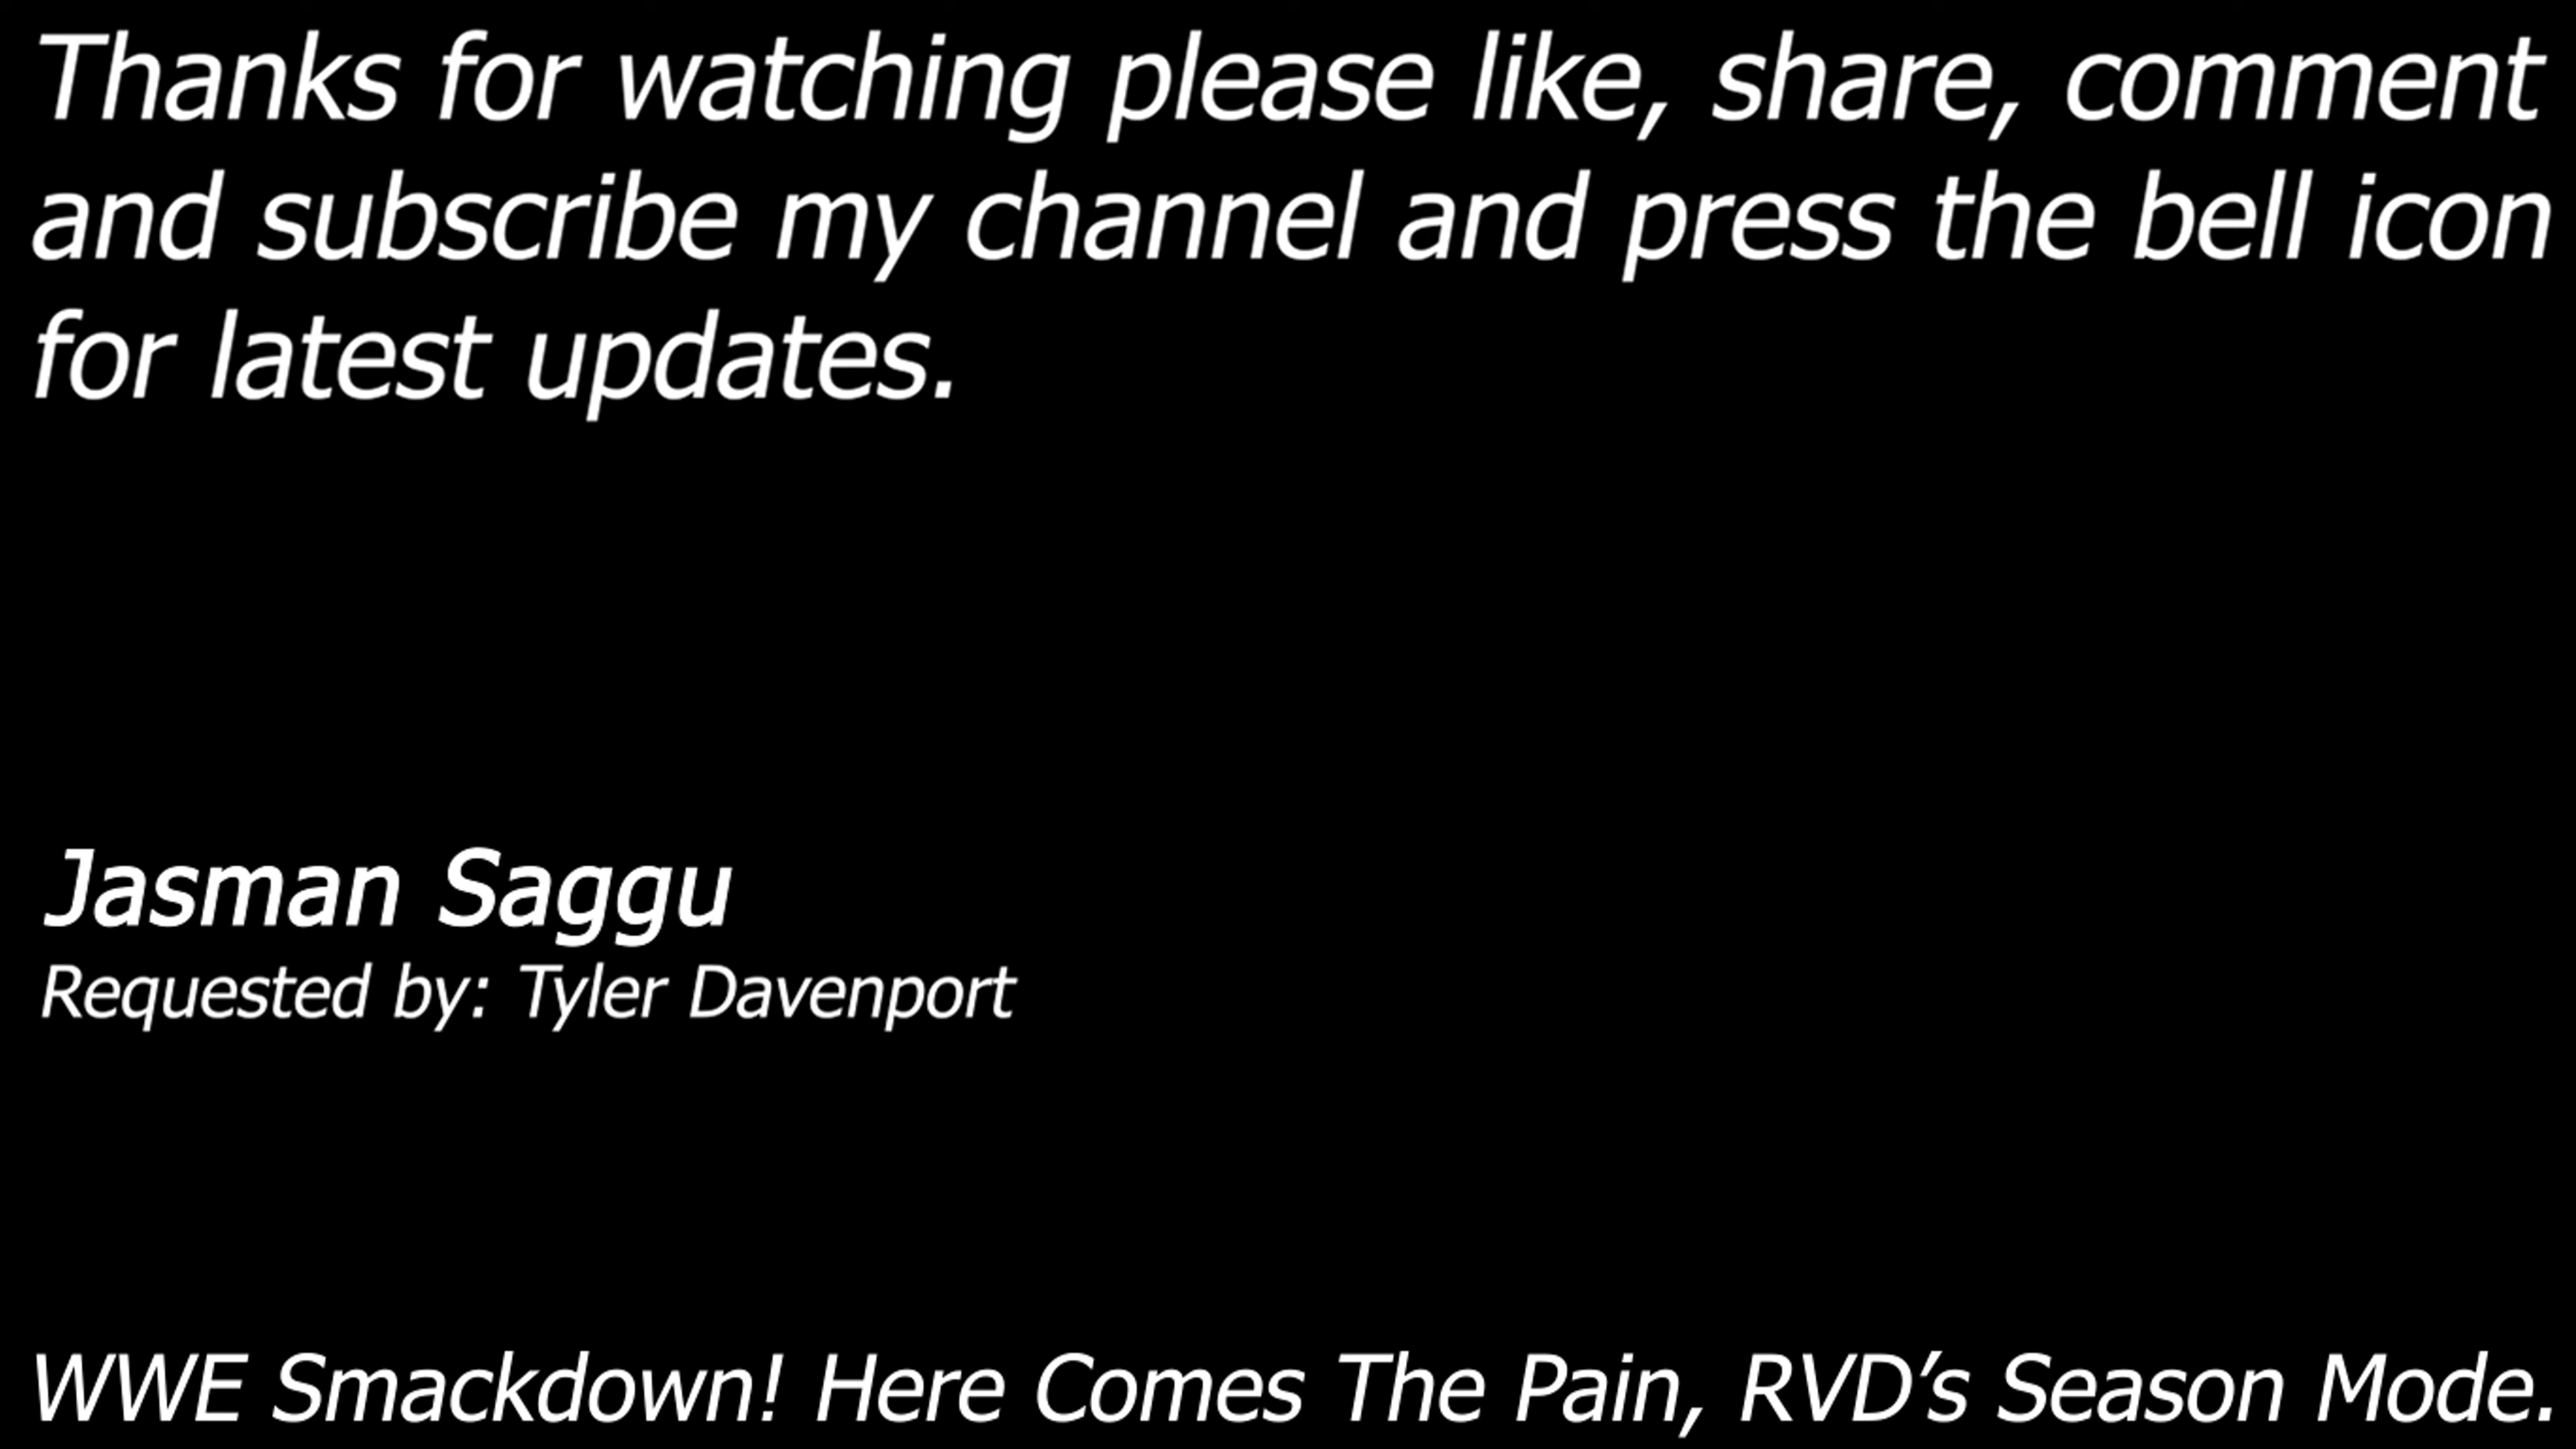 Thanks for watching please like, share, comment
and subscribe my channel and press the bell icon
for latest updates.
Jasman Saggu
Requested by: Tyler Davenport
WWE Smackdown! Here Comes The Pain, RVD’s Season Mode.